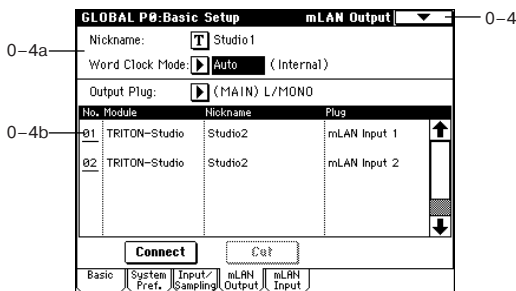 GLOBAL P0:Basic Setup mLAN Output 0–4
Nickname: T Studio1
0–4a
Word Clock Mode: Auto (Internal)
Output Plug: (MAIN) L/MONO
No. Module Nickname Plug
0–4b 01 TRITON-Studio Studio2 mLAN Input 1
02 TRITON-Studio Studio2 mLAN Input 2
Connect Cut
Basic System Pref. Input/Sampling mLAN Output mLAN Input